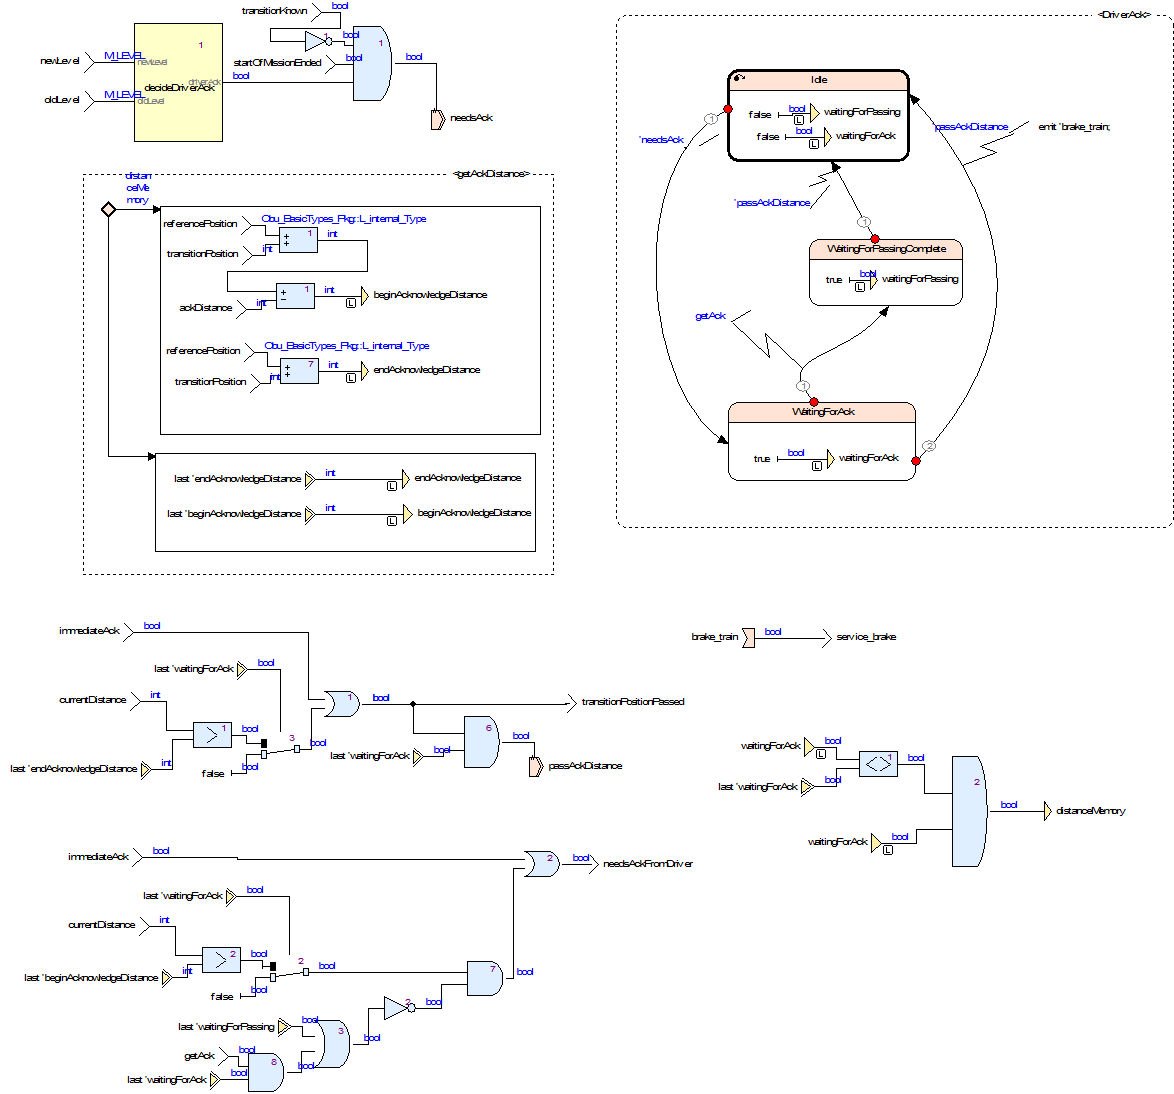 transitionKnown
bool
1
bool
1
newLevel
M_LEVEL
newLevel
1
startOfMissionEnded
bool
bool
driverAck
bool
decideDriverAck
oldLevel
M_LEVEL
oldLevel
needsAck
<getAckDistance>
distan
ceMe
mory
referencePosition
Obu_BasicTypes_Pkg::L_internal_Type
int
1
int
transitionPosition
int
1
int
beginAcknowledgeDistance
L
ackDistance
int
referencePosition
Obu_BasicTypes_Pkg::L_internal_Type
7
int
endAcknowledgeDistance
L
transitionPosition
int
last 'endAcknowledgeDistance
int
endAcknowledgeDistance
L
last 'beginAcknowledgeDistance
int
beginAcknowledgeDistance
L
<DriverAck>
Idle
false
bool
waitingForPassing
L
false
bool
waitingForAck
L
1
'needsAck
'passAckDistance
emit 'brake_train;
'passAckDistance
1
WaitingForPassingComplete
true
bool
waitingForPassing
L
getAck
1
WaitingForAck
true
bool
waitingForAck
L
2
immediateAck
bool
last 'waitingForAck
bool
currentDistance
int
1
bool
1
bool
transitionPositionPassed
3
bool
last 'endAcknowledgeDistance
int
false
bool
last 'waitingForAck
bool
6
bool
passAckDistance
brake_train
bool
service_brake
waitingForAck
bool
L
last 'waitingForAck
bool
1
bool
2
bool
distanceMemory
waitingForAck
bool
L
immediateAck
bool
2
bool
needsAckFromDriver
last 'waitingForAck
bool
currentDistance
int
2
bool
2
bool
7
bool
last 'beginAcknowledgeDistance
int
false
bool
2
bool
last 'waitingForPassing
bool
3
bool
getAck
bool
8
bool
last 'waitingForAck
bool